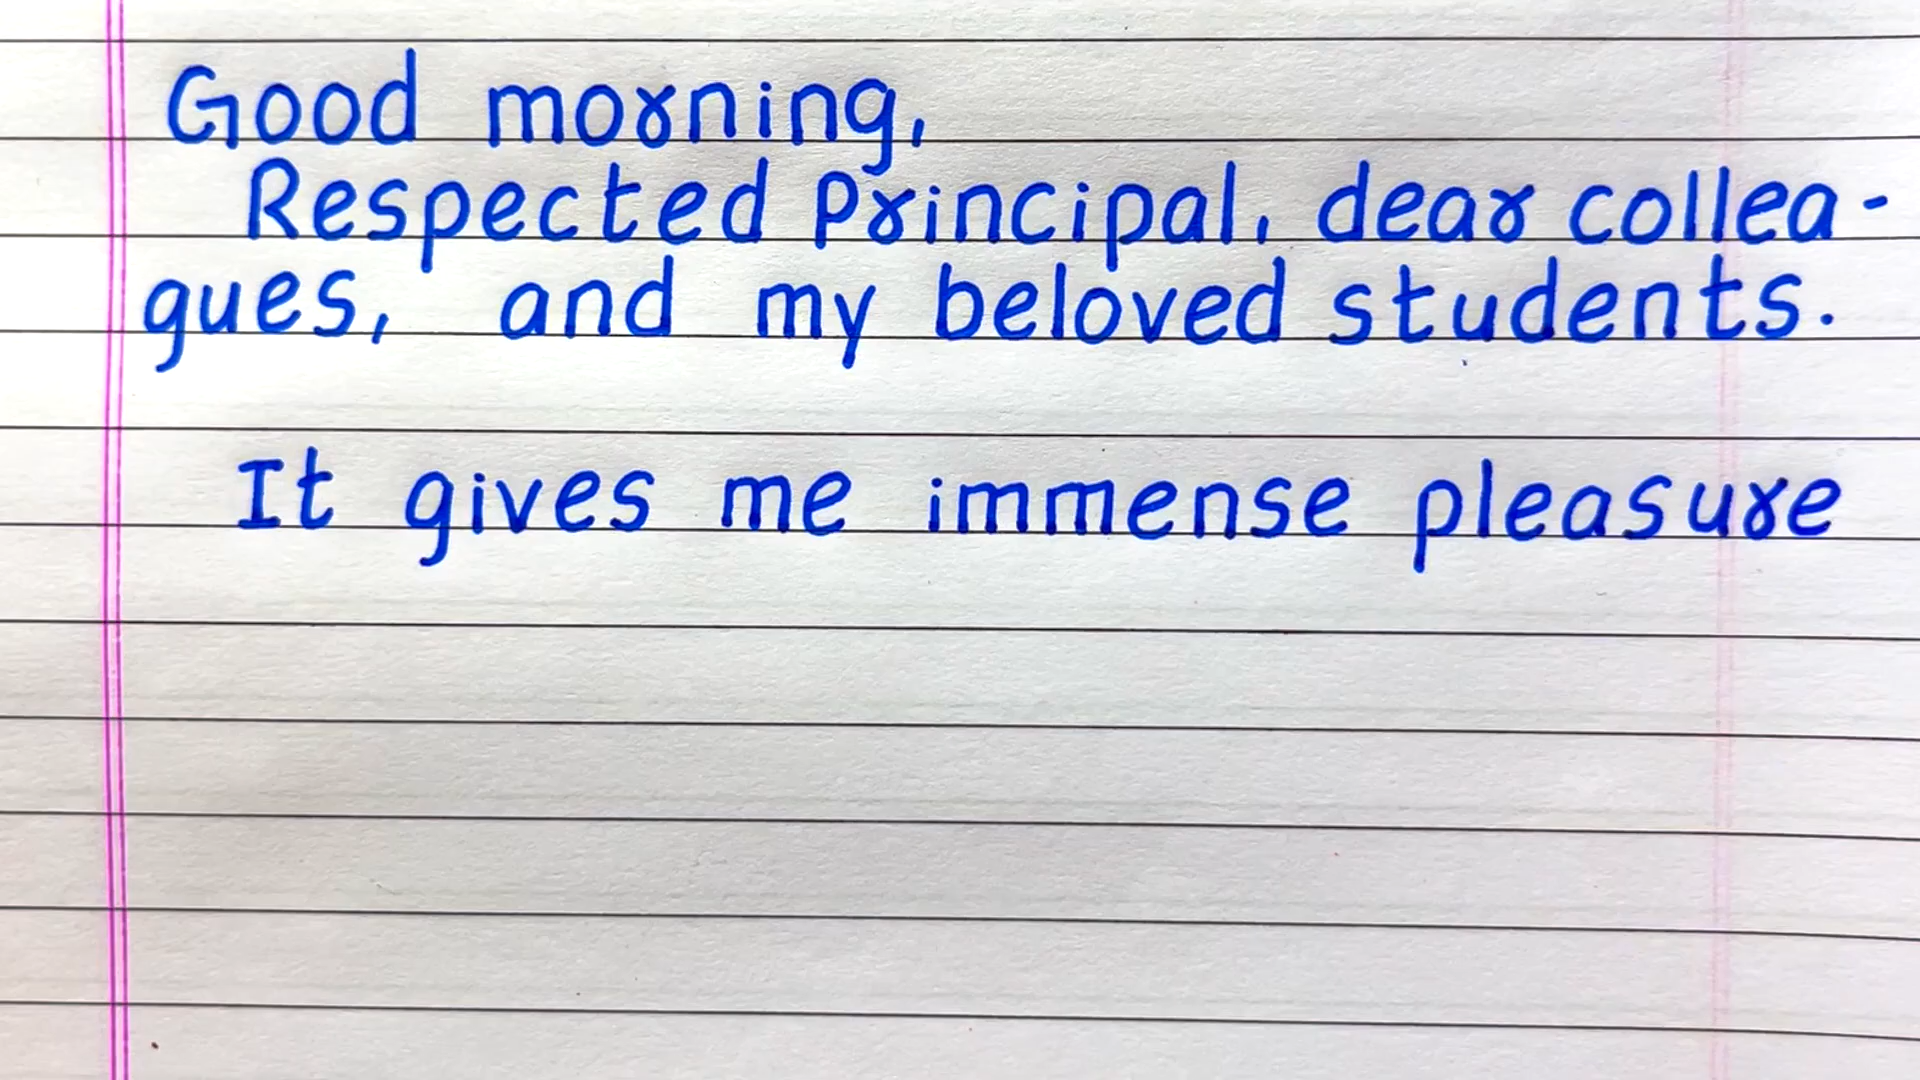 Good morning,
Respected Principal, dear collea-
gues, and my beloved students.
It gives me immense pleasure